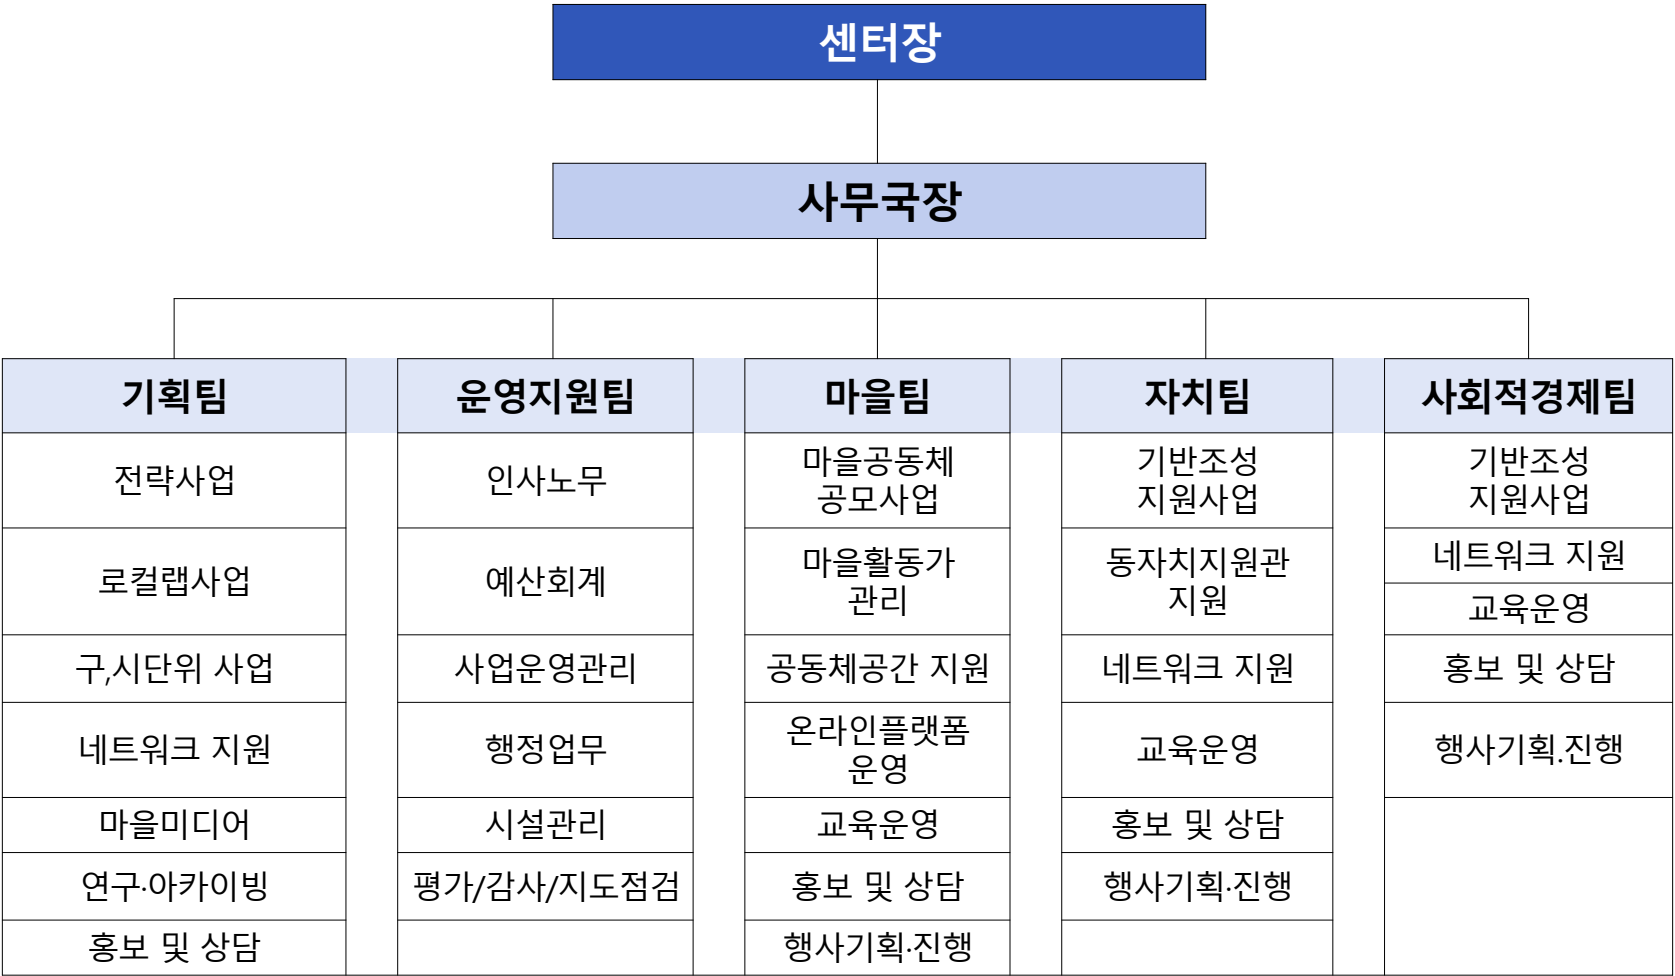 센터장
사무국장
기획팀
전략사업
로컬랩사업
구,시단위 사업
네트워크 지원
마을미디어
연구·아카이빙
홍보 및 상담
운영지원팀
인사노무
예산회계
사업운영관리
행정업무
시설관리
평가/감사/지도점검
마을팀
마을공동체
공모사업
마을활동가
관리
공동체공간 지원
온라인플랫폼
운영
교육운영
홍보 및 상담
행사기획·진행
자치팀
기반조성
지원사업
동자치지원관
지원
네트워크 지원
교육운영
홍보 및 상담
행사기획·진행
사회적경제팀
기반조성
지원사업
네트워크 지원
교육운영
홍보 및 상담
행사기획.진행